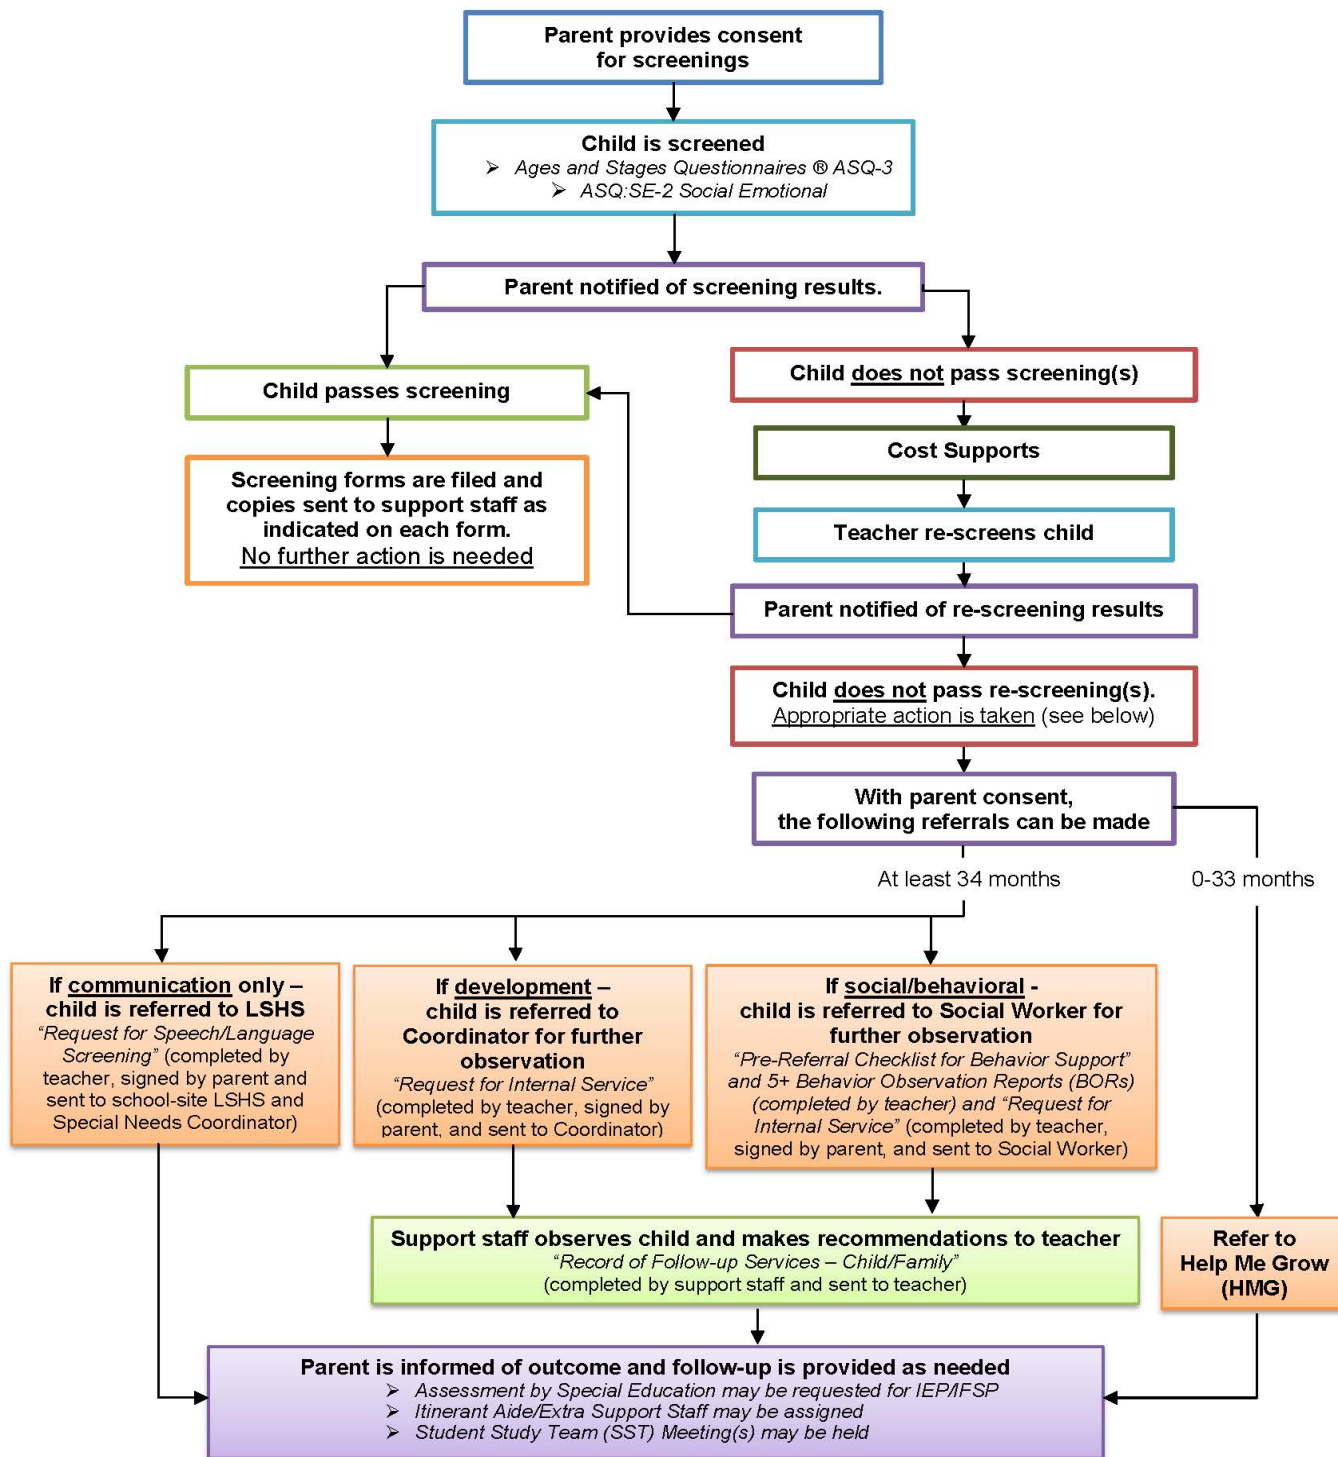 Parent provides consent
for screenings
Child is screened
➢ Ages and Stages Questionnaires ® ASQ-3
➢ ASQ:SE-2 Social Emotional
Parent notified of screening results.
Child passes screening
Screening forms are filed and
copies sent to support staff as
indicated on each form.
No further action is needed
Child does not pass screening(s)
Cost Supports
Teacher re-screens child
Parent notified of re-screening results
Child does not pass re-screening(s).
Appropriate action is taken (see below)
With parent consent,
the following referrals can be made
At least 34 months
0-33 months
If communication only –
child is referred to LSHS
“Request for Speech/Language
Screening” (completed by
teacher, signed by parent and
sent to school-site LSHS and
Special Needs Coordinator)
If development –
child is referred to
Coordinator for further
observation
“Request for Internal Service”
(completed by teacher, signed by
parent, and sent to Coordinator)
If social/behavioral -
child is referred to Social Worker for
further observation
“Pre-Referral Checklist for Behavior Support”
and 5+ Behavior Observation Reports (BORs)
(completed by teacher) and “Request for
Internal Service” (completed by teacher,
signed by parent, and sent to Social Worker)
Support staff observes child and makes recommendations to teacher
“Record of Follow-up Services – Child/Family”
(completed by support staff and sent to teacher)
Refer to
Help Me Grow
(HMG)
Parent is informed of outcome and follow-up is provided as needed
➢ Assessment by Special Education may be requested for IEP/IFSP
➢ Itinerant Aide/Extra Support Staff may be assigned
➢ Student Study Team (SST) Meeting(s) may be held